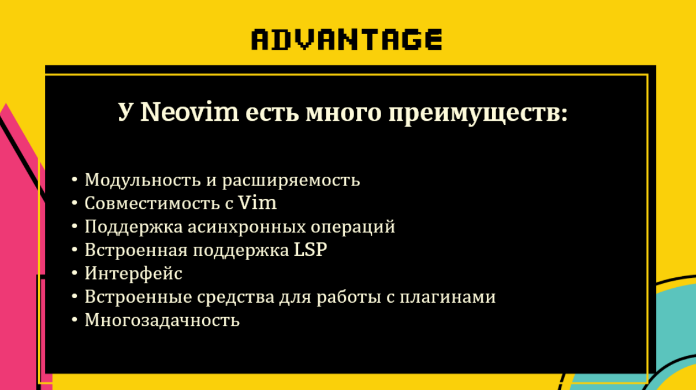 ADVANTAGE
У Neovim есть много преимуществ:
• Модульность и расширяемость
• Совместимость с Vim
• Поддержка асинхронных операций
• Встроенная поддержка LSP
• Интерфейс
• Встроенные средства для работы с плагинами
• Многозадачность